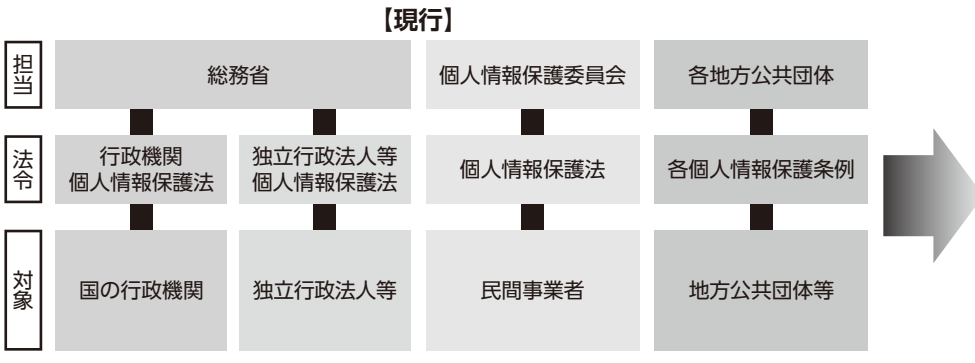 【現行】
担当
総務省
個人情報保護委員会
各地方公共団体
法令
行政機関
個人情報保護法
独立行政法人等
個人情報保護法
個人情報保護法
各個人情報保護条例
対象
国の行政機関
独立行政法人等
民間事業者
地方公共団体等